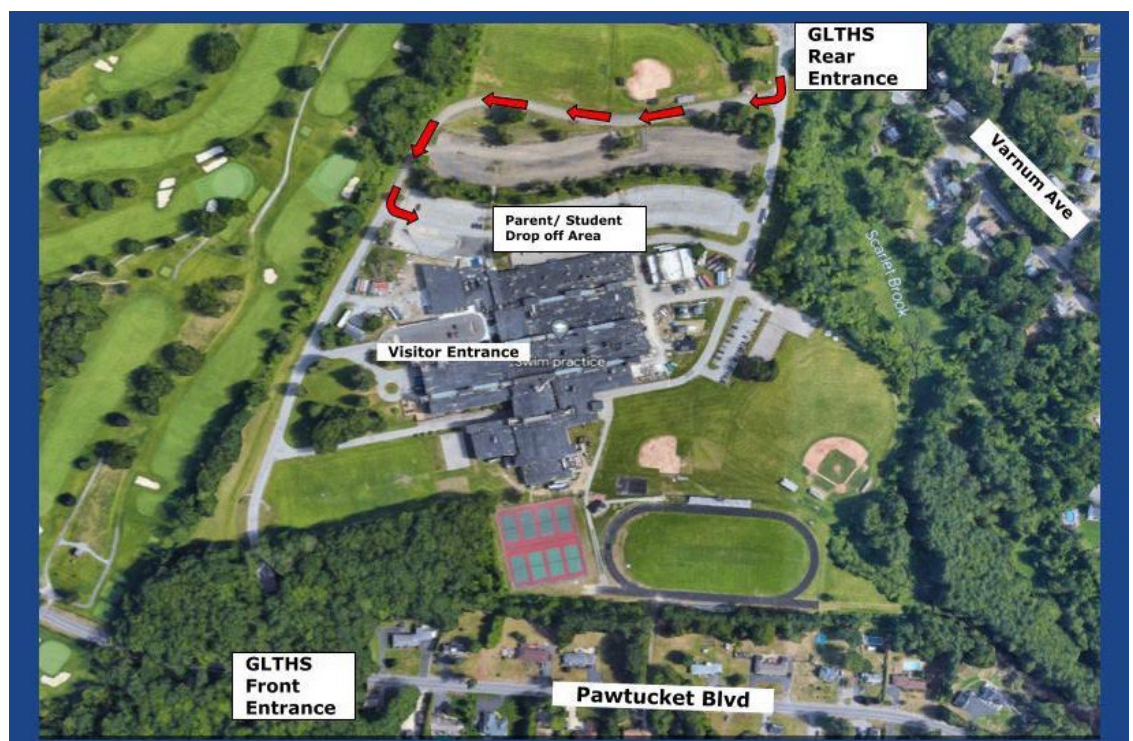 GLTHS
Rear
Entrance
Varnum Ave
Parent/ Student
Drop off Area
Scarlet Brook
Visitor Entrance
Swim practice
GLTHS
Front
Entrance
Pawtucket Blvd